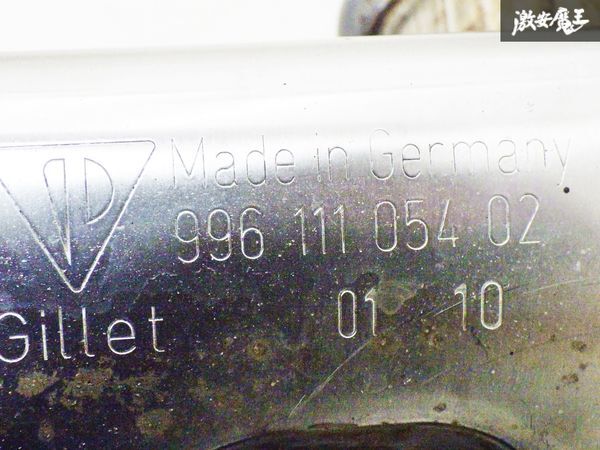 激安魔王
Made in Germany
996 111 054 02
Gillet 01 10